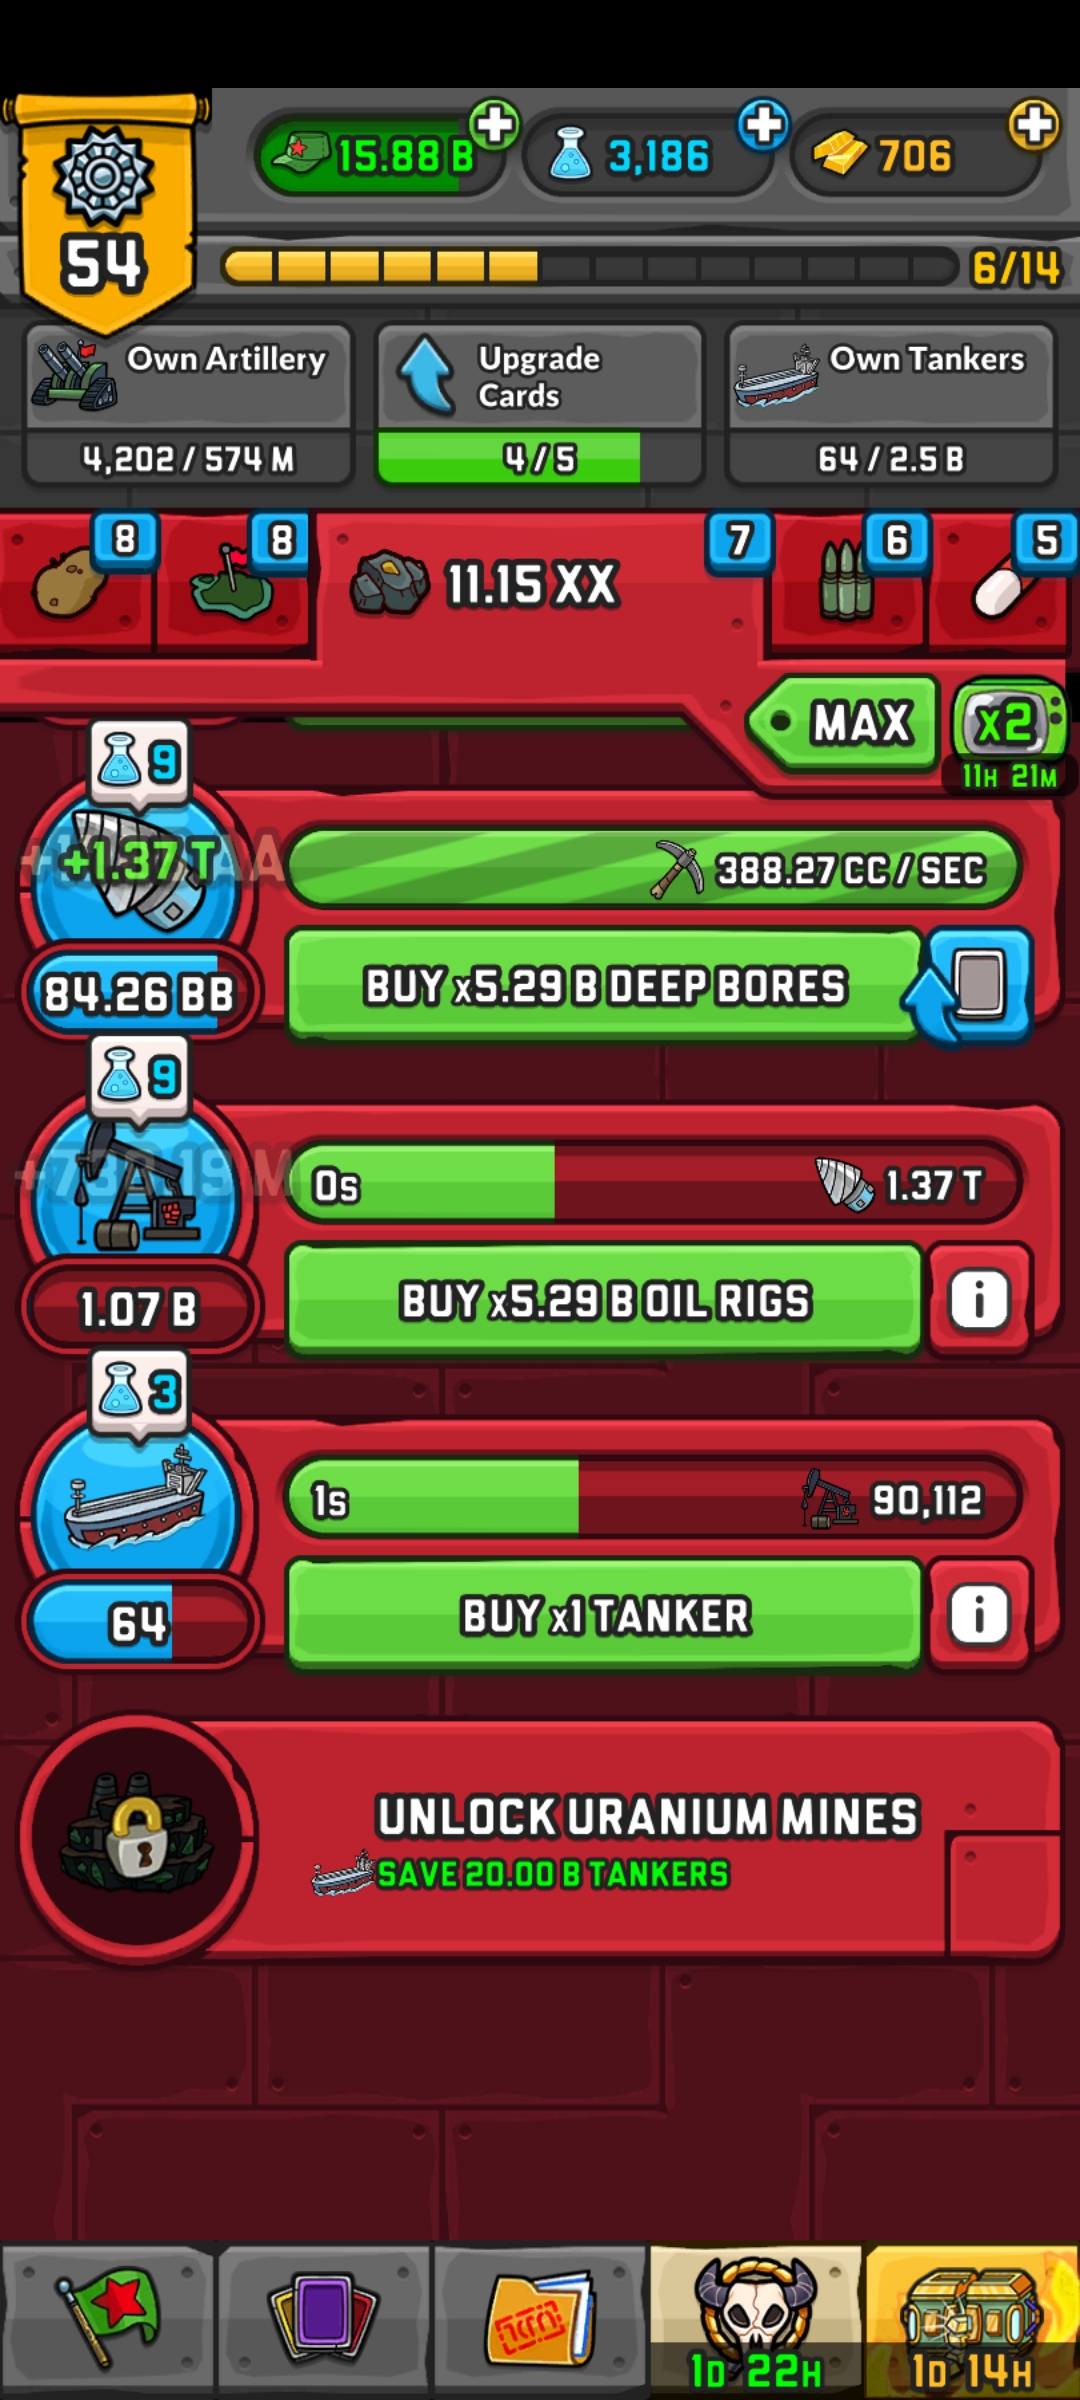 15.88 B
3,186
706
54
6/14
Own Artillery
4,202 / 574 M
Upgrade
Cards
4 / 5
Own Tankers
64 / 2.5 B
8
8
11.15 XX
7
6
5
MAX
x2
11H 21M
9
+1.37 T
388.27 CC / SEC
84.26 BB
BUY x5.29 B DEEP BORES
9
0s
1.37 T
1.07 B
BUY x5.29 B OIL RIGS
i
3
1s
90,112
64
BUY x1 TANKER
i
UNLOCK URANIUM MINES
SAVE 20.00 B TANKERS
1D 22H
1D 14H